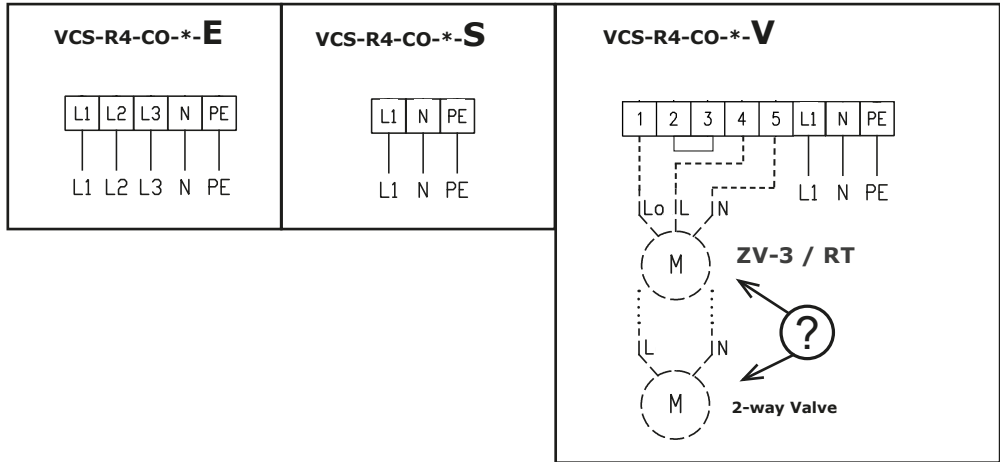 VCS-R4-CO-*-E
L1 L2 L3 N PE
L1 L2 L3 N PE
VCS-R4-CO-*-S
L1 N PE
L1 N PE
VCS-R4-CO-*-V
1 2 3 4 5 L1 N PE
L1 N PE
Lo L N
M
ZV-3 / RT
?
L N
M
2-way Valve